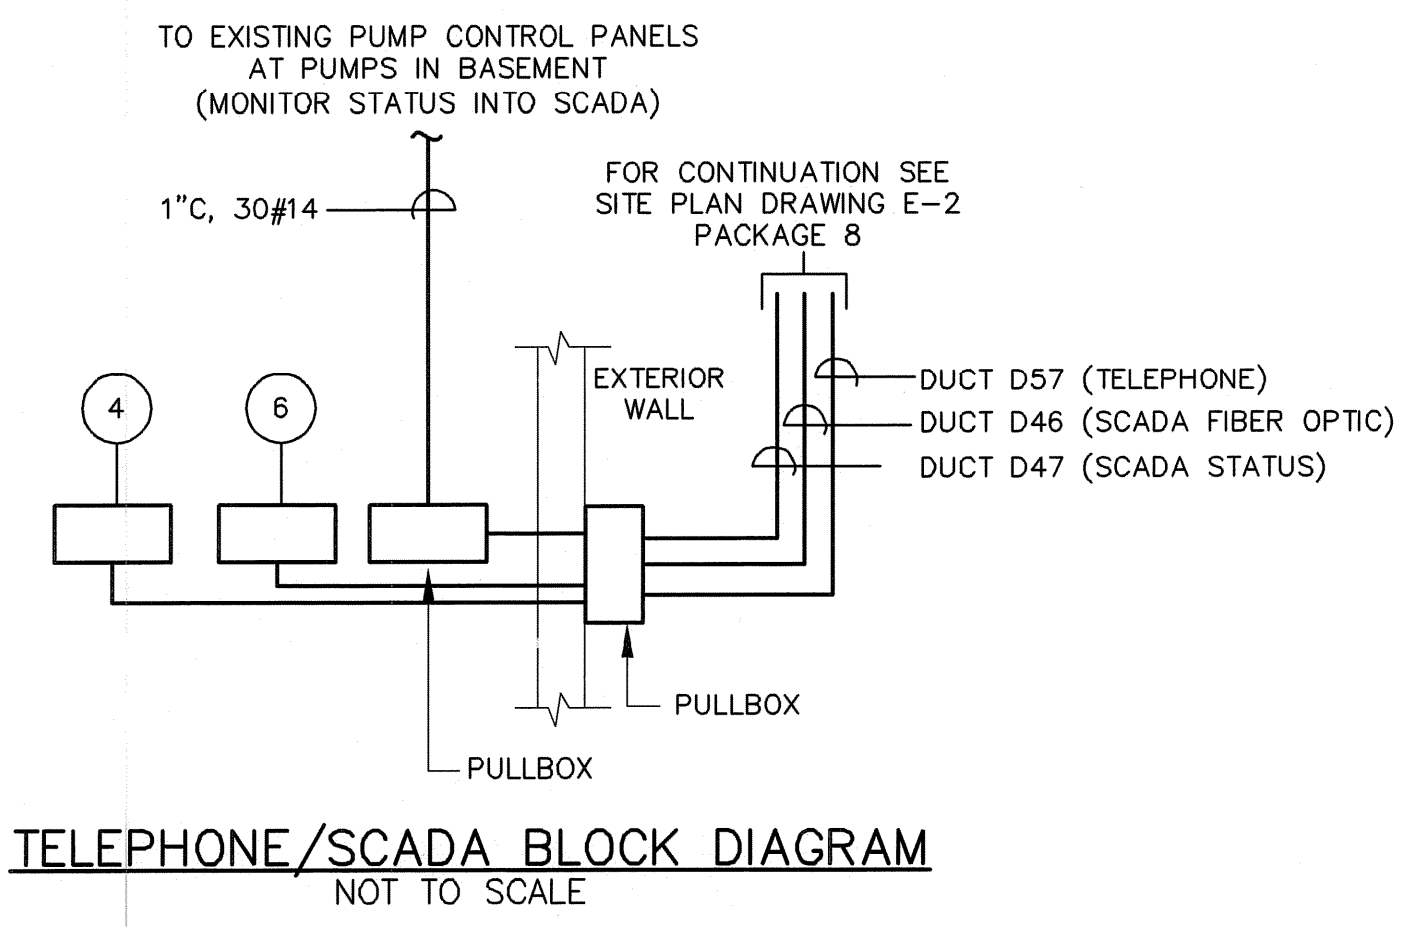 TO EXISTING PUMP CONTROL PANELS
AT PUMPS IN BASEMENT
(MONITOR STATUS INTO SCADA)
1"C, 30#14
FOR CONTINUATION SEE
SITE PLAN DRAWING E-2
PACKAGE 8
EXTERIOR
WALL
DUCT D57 (TELEPHONE)
DUCT D46 (SCADA FIBER OPTIC)
DUCT D47 (SCADA STATUS)
4
6
PULLBOX
PULLBOX
TELEPHONE/SCADA BLOCK DIAGRAM
NOT TO SCALE